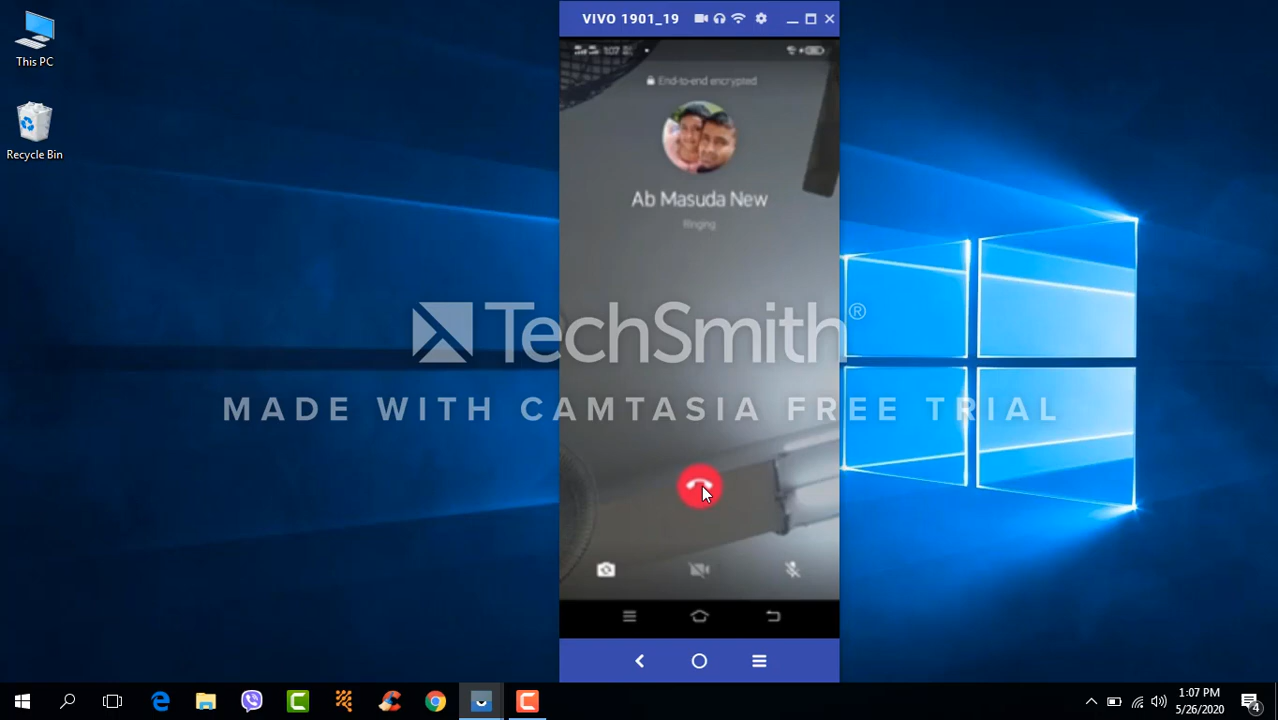 This PC
Recycle Bin
VIVO 1901_19
End-to-end encrypted
Ab Masuda New
Ringing
TechSmith®
MADE WITH CAMTASIA FREE TRIAL
1:07 PM
5/26/2020
4